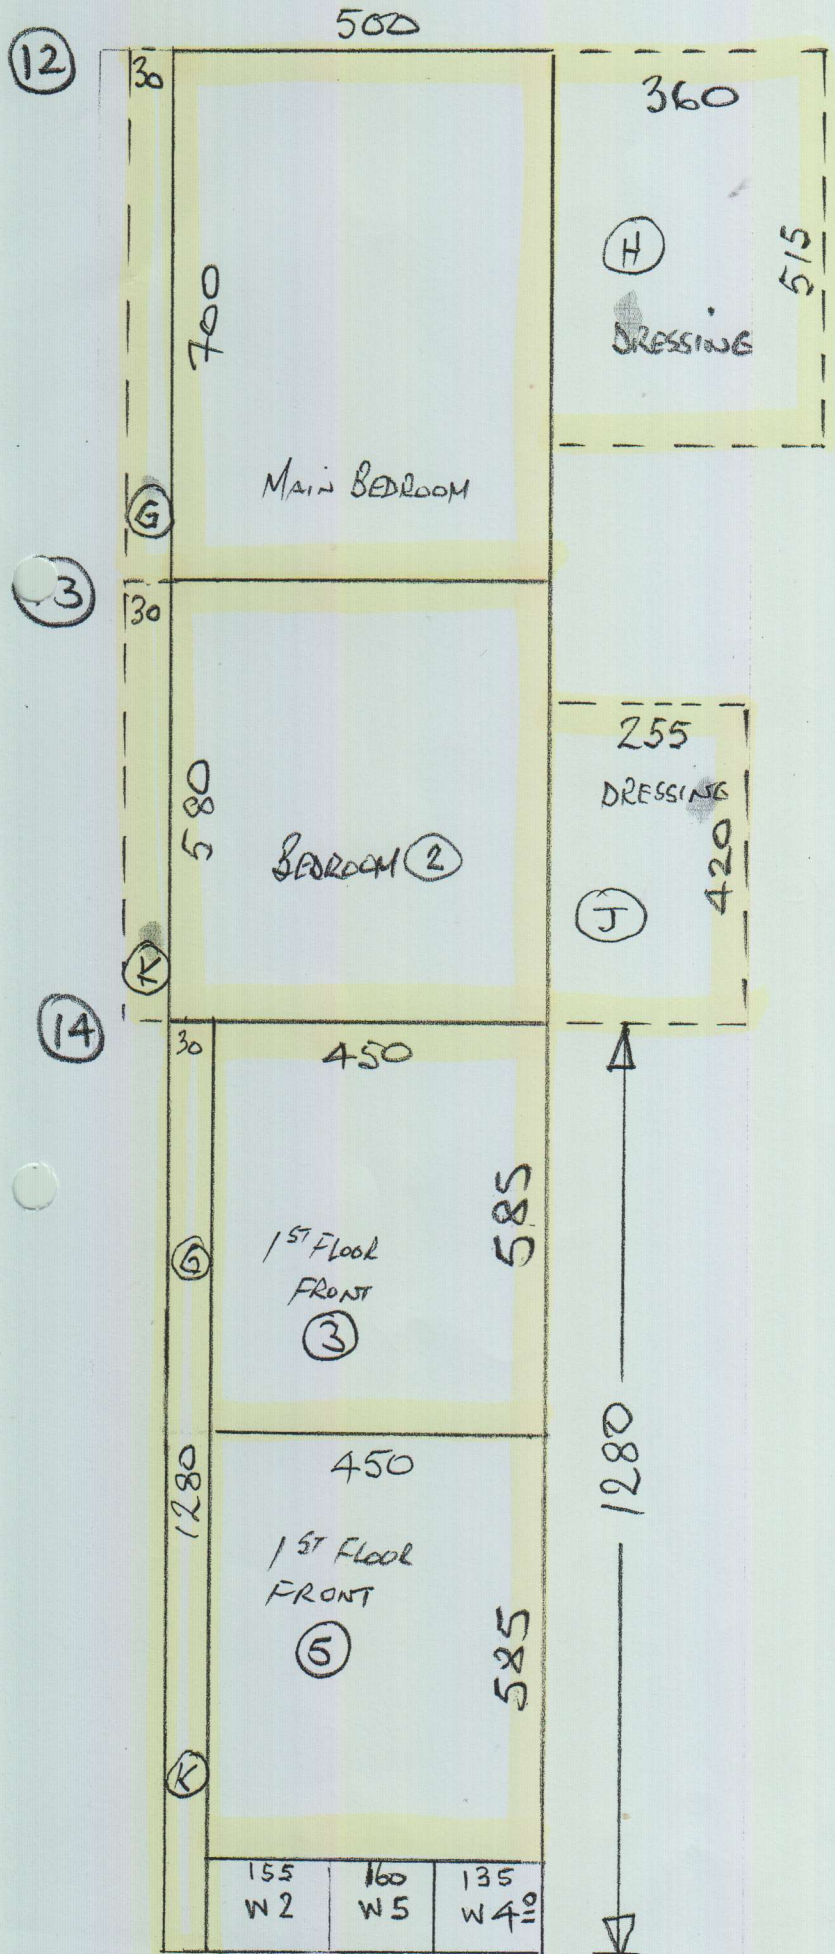 500
12
30
360
H
515
DRESSING
700
MAIN BEDROOM
G
3
30
255
DRESSING
580
BEDROOM 2
420
J
K
14
30
450
585
G
1ST FLOOR
FRONT
3
1280
450
1280
1ST FLOOR
FRONT
5
585
K
155 160 135
W2 W5 W4